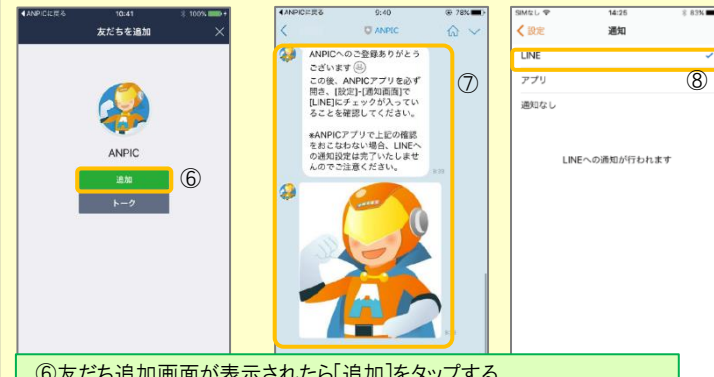 ◀ANPICに戻る 10:41 100%
友だちを追加 ×
ANPIC
追加
⑥
トーク
◀ANPICに戻る 9:40 78%
ANPIC
ANPICへのご登録ありがとう
ございます
この後、ANPICアプリを必ず
開き、[設定]-[通知画面]で
[LINE]にチェックが入ってい
ることを確認してください。
※ANPICアプリで上記の確認
をおこなわない場合、LINEへ
の通知設定は完了いたしませ
んのでご注意ください。
⑦
SIMなし 14:25 83%
設定 通知
LINE
アプリ
⑧
通知なし
LINEへの通知が行われます
⑥友だち追加画面が表示されたら[追加]をタップする